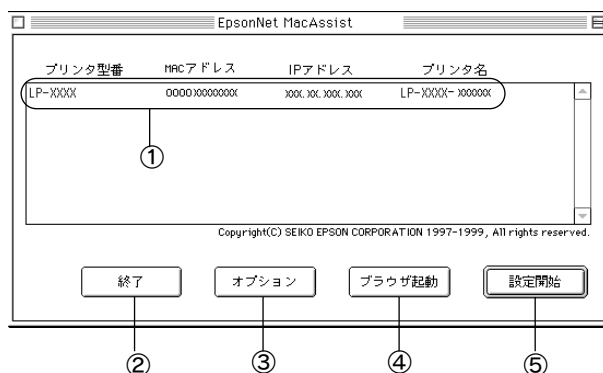 EpsonNet MacAssist
プリンタ型番 MACアドレス IPアドレス プリンタ名
LP-XXXX 0000XXXXXXXX XXX.XX.XXX.XXX LP-XXXX-XXXXXX
①
Copyright(C) SEIKO EPSON CORPORATION 1997-1999, All rights reserved.
終了 オプション ブラウザ起動 設定開始
② ③ ④ ⑤